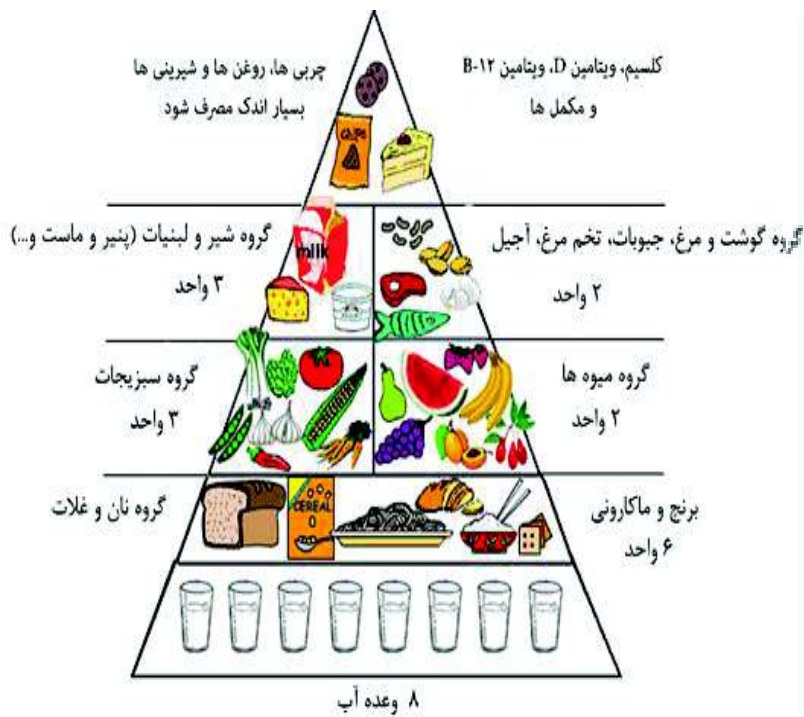 کلسیم، ویتامین D، ویتامین B-۱۲
و مکمل ها
چربی ها، روغن ها و شیرینی ها
بسیار اندک مصرف شود
CHIPS
گروه گوشت و مرغ، جبوبات، تخم مرغ، آجیل
۲ واحد
گروه شیر و لبنیات (پنیر و ماست و...)
۳ واحد
milk
گروه میوه ها
۲ واحد
گروه سبزیجات
۳ واحد
برنج و ماکارونی
۶ واحد
گروه نان و غلات
CEREAL
۸ وعده آب